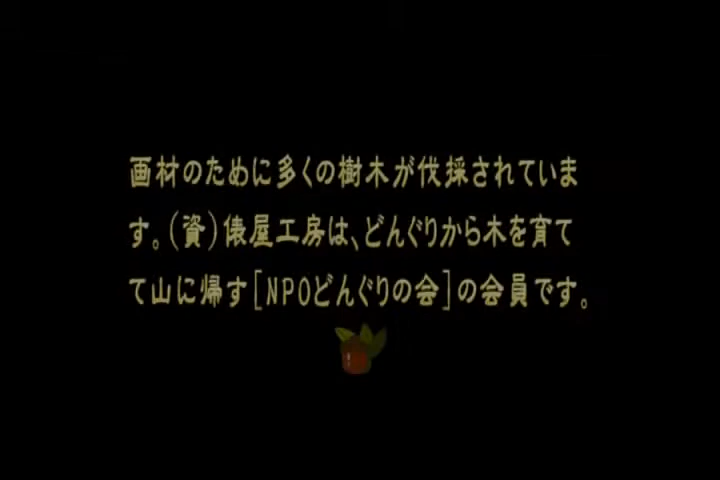 画材のために多くの樹木が伐採されていま
す。(資)俵屋工房は、どんぐりから木を育て
て山に帰す[NPOどんぐりの会]の会員です。